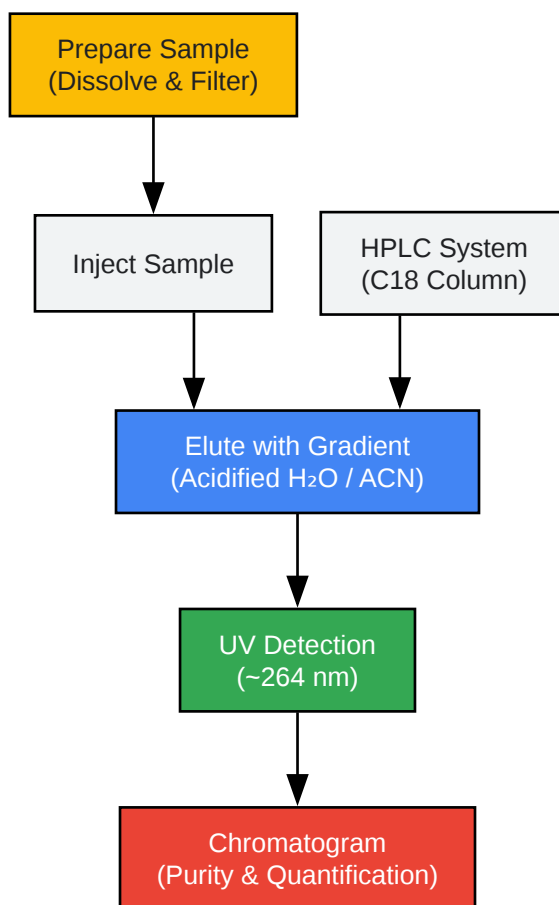 Prepare Sample
(Dissolve & Filter)
Inject Sample
HPLC System
(C18 Column)
Elute with Gradient
(Acidified H₂O / ACN)
UV Detection
(~264 nm)
Chromatogram
(Purity & Quantification)